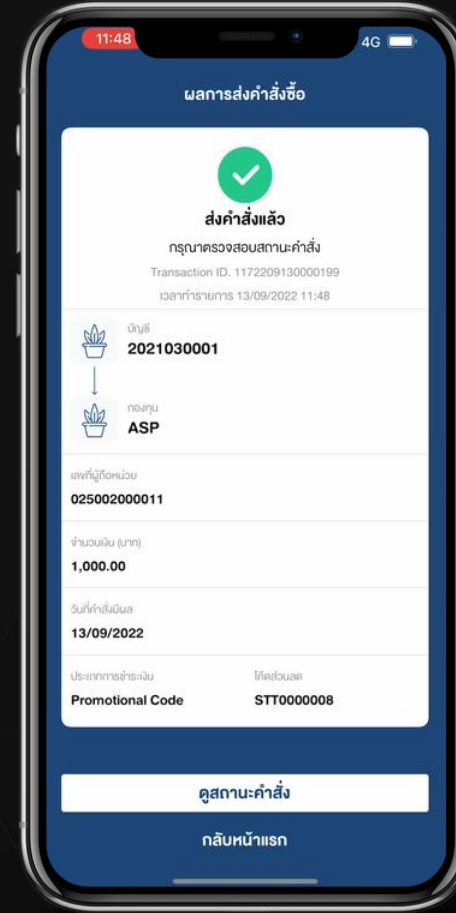 11:48
4G
ผลการส่งคำสั่งซื้อ
ส่งคำสั่งแล้ว
กรุณาตรวจสอบสถานะคำสั่ง
Transaction ID. 1172209130000199
เวลาทำรายการ 13/09/2022 11:48
บัญชี
2021030001
กองทุน
ASP
เลขที่ผู้ถือหน่วย
025002000011
จำนวนเงิน (บาท)
1,000.00
วันที่คำสั่งมีผล
13/09/2022
ประเภทการชำระเงิน โค้ดส่วนลด
Promotional Code STT0000008
ดูสถานะคำสั่ง
กลับหน้าแรก